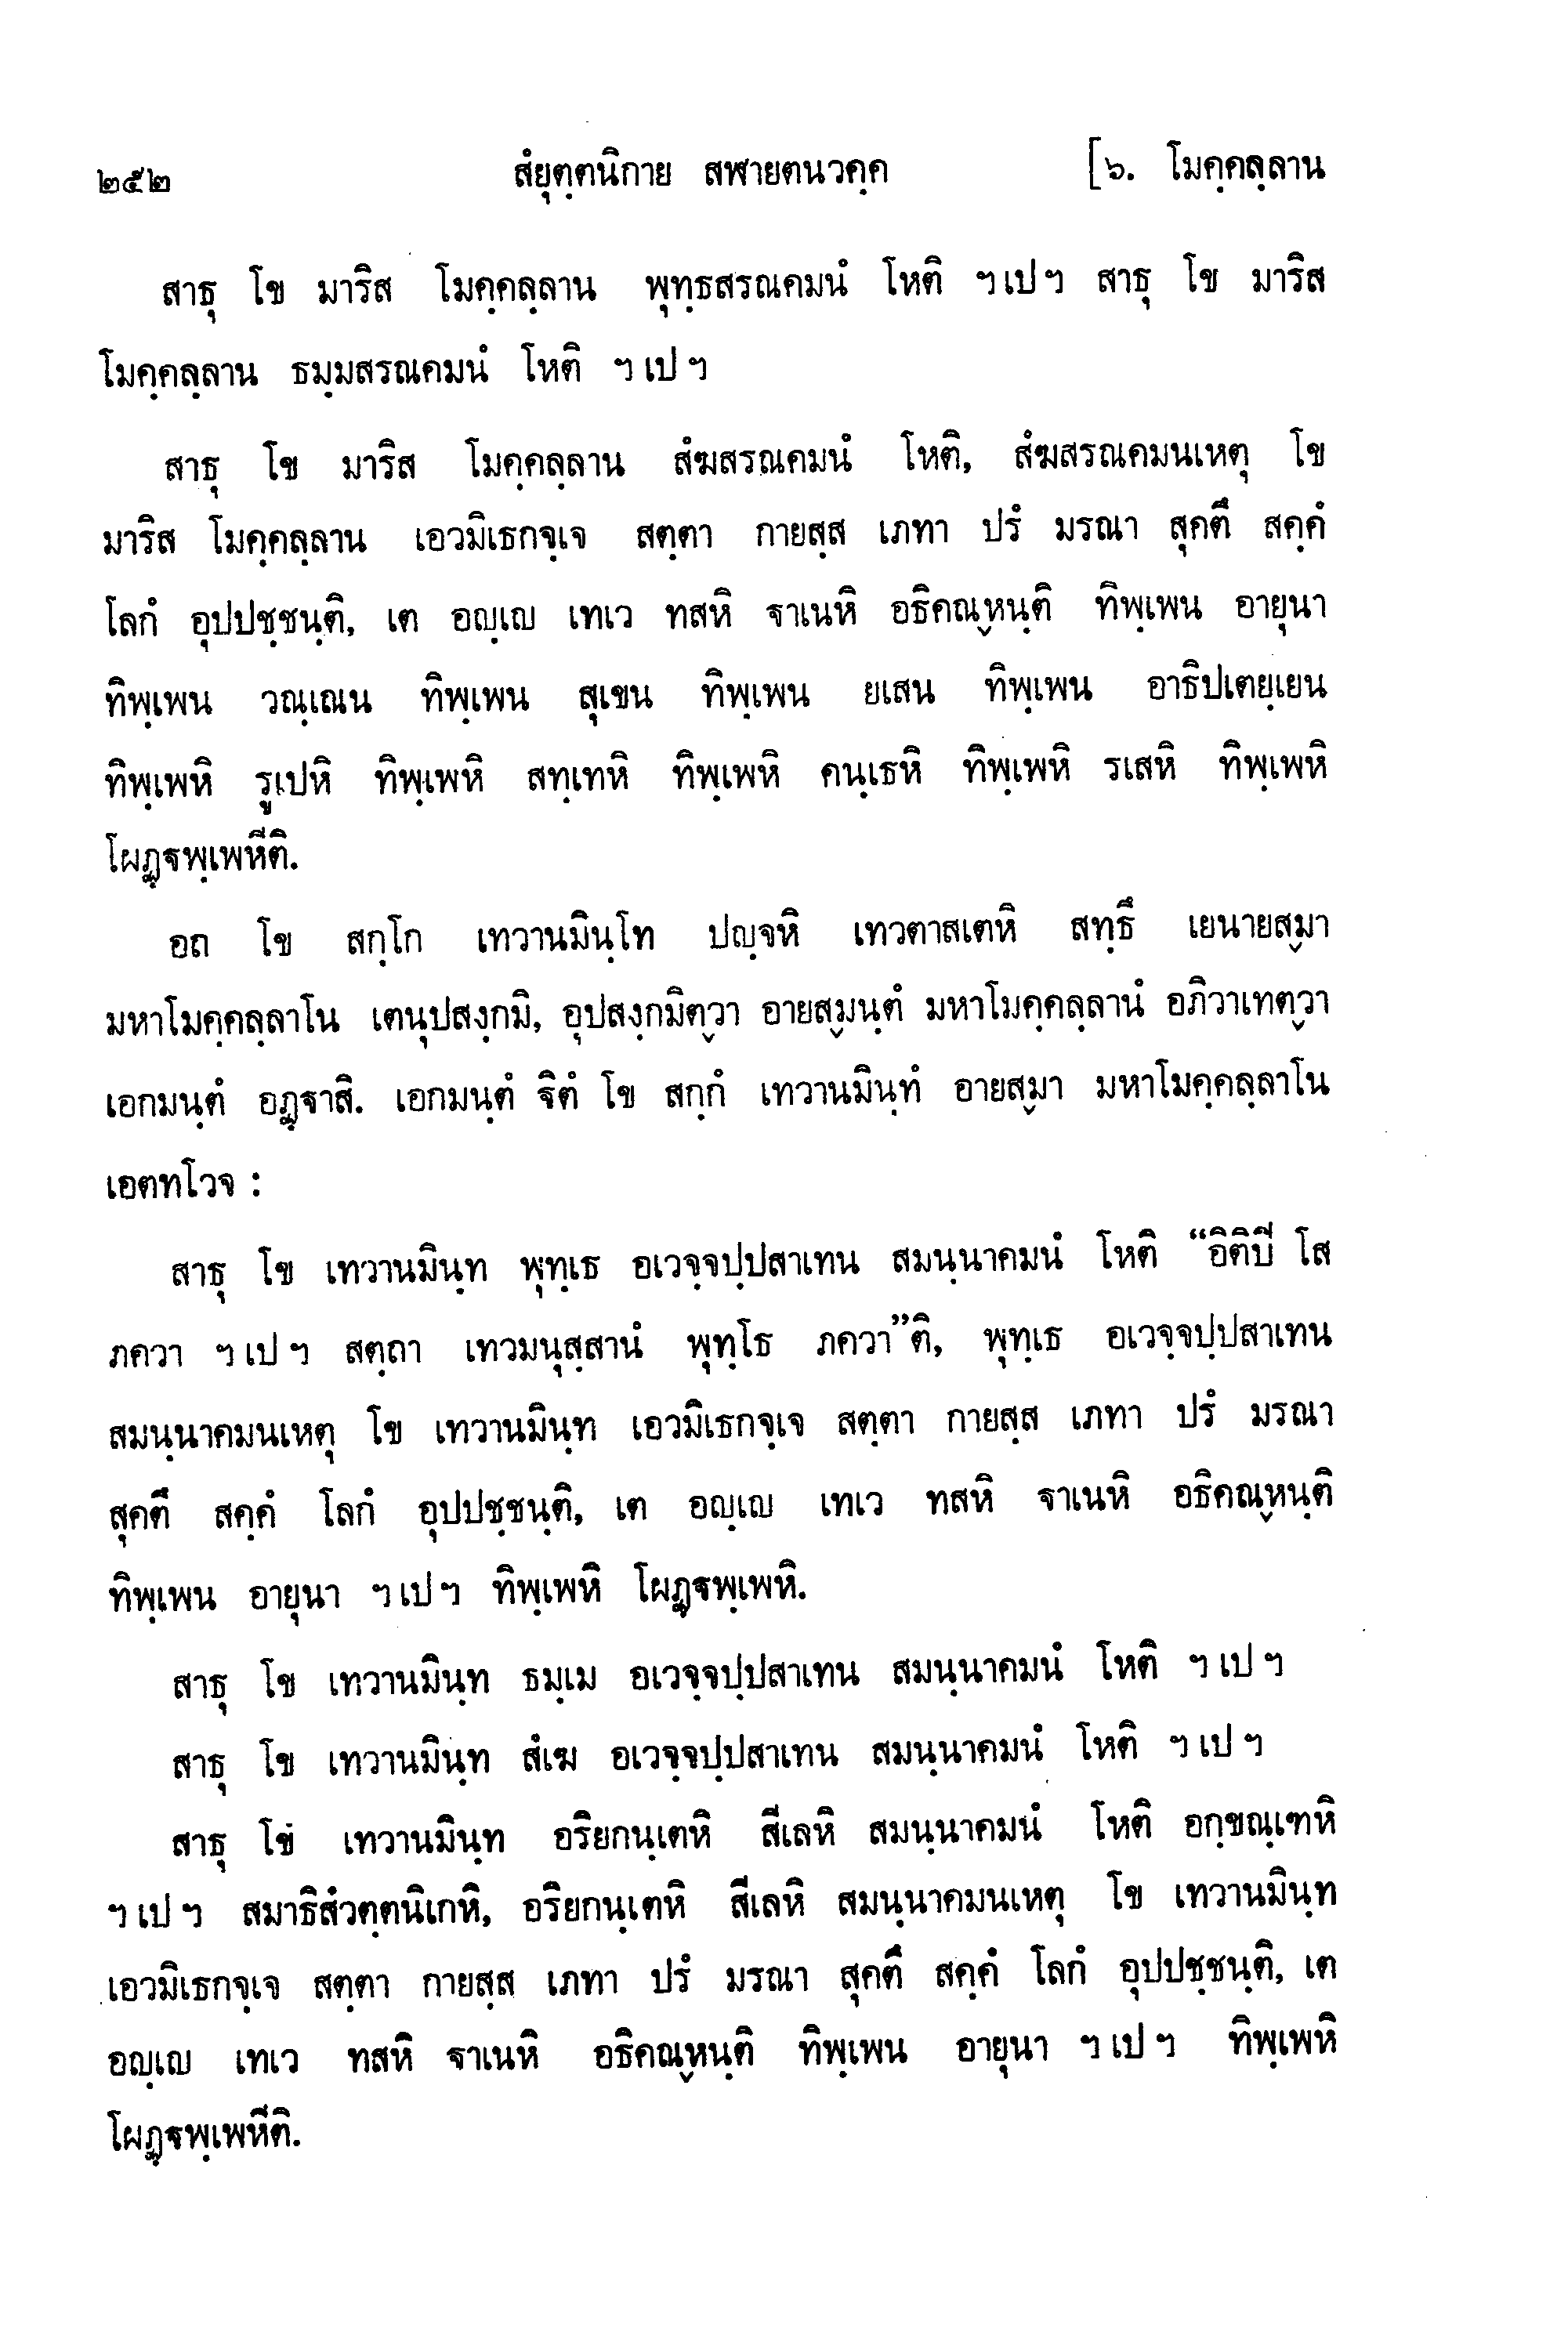 ๒๕๒ สํยุตฺตนิกาย สฬายตนวคฺค [๖. โมคฺคลฺลาน
สาธุ โข มาริส โมคฺคลฺลาน พุทฺธสรณคมนํ โหติ ฯ เป ฯ สาธุ โข มาริส
โมคฺคลฺลาน ธมฺมสรณคมนํ โหติ ฯ เป ฯ
สาธุ โข มาริส โมคฺคลฺลาน สํฆสรณคมนํ โหติ, สํฆสรณคมนเหตุ โข
มาริส โมคฺคลฺลาน เอวมิเธกจฺเจ สตฺตา กายสฺส เภทา ปรํ มรณา สุคตึ สคฺคํ
โลกํ อุปปชฺชนฺติ, เต อญฺเญ เทเว ทสหิ ฐาเนหิ อธิคณฺหนฺติ ทิพฺเพน อายุนา
ทิพฺเพน วณฺเณน ทิพฺเพน สุเขน ทิพฺเพน ยเสน ทิพฺเพน อาธิปเตยฺเยน
ทิพฺเพหิ รูเปหิ ทิพฺเพหิ สทฺเทหิ ทิพฺเพหิ คนฺเธหิ ทิพฺเพหิ รเสหิ ทิพฺเพหิ
โผฏฺฐพฺเพหีติ.
อถ โข สกฺโก เทวานมินฺโท ปญฺจหิ เทวตาสเตหิ สทฺธึ เยนายสฺมา
มหาโมคฺคลฺลาโน เตนุปสงฺกมิ, อุปสงฺกมิตฺวา อายสฺมนฺตํ มหาโมคฺคลฺลานํ อภิวาเทตฺวา
เอกมนฺตํ อฏฺฐาสิ. เอกมนฺตํ ฐิตํ โข สกฺกํ เทวานมินฺทํ อายสฺมา มหาโมคฺคลฺลาโน
เอตทโวจ :
สาธุ โข เทวานมินฺท พุทฺเธ อเวจฺจปฺปสาเทน สมนฺนาคมนํ โหติ “อิติปี โส
ภควา ฯ เป ฯ สตฺถา เทวมนุสฺสานํ พุทฺโธ ภควา”ติ, พุทฺเธ อเวจฺจปฺปสาเทน
สมนฺนาคมนเหตุ โข เทวานมินฺท เอวมิเธกจฺเจ สตฺตา กายสฺส เภทา ปรํ มรณา
สุคตึ สคฺคํ โลกํ อุปปชฺชนฺติ, เต อญฺเญ เทเว ทสหิ ฐาเนหิ อธิคณฺหนฺติ
ทิพฺเพน อายุนา ฯ เป ฯ ทิพฺเพหิ โผฏฺฐพฺเพหิ.
สาธุ โข เทวานมินฺท ธมฺเม อเวจฺจปฺปสาเทน สมนฺนาคมนํ โหติ ฯ เป ฯ
สาธุ โข เทวานมินฺท สํเฆ อเวจฺจปฺปสาเทน สมนฺนาคมนํ โหติ ฯ เป ฯ
สาธุ โข เทวานมินฺท อริยกนฺเตหิ สีเลหิ สมนฺนาคมนํ โหติ อกฺขณฺเฑหิ
ฯ เป ฯ สมาธิสํวตฺตนิเกหิ, อริยกนฺเตหิ สีเลหิ สมนฺนาคมนเหตุ โข เทวานมินฺท
เอวมิเธกจฺเจ สตฺตา กายสฺส เภทา ปรํ มรณา สุคตึ สคฺคํ โลกํ อุปปชฺชนฺติ, เต
อญฺเญ เทเว ทสหิ ฐาเนหิ อธิคณฺหนฺติ ทิพฺเพน อายุนา ฯ เป ฯ ทิพฺเพหิ
โผฏฺฐพฺเพหีติ.